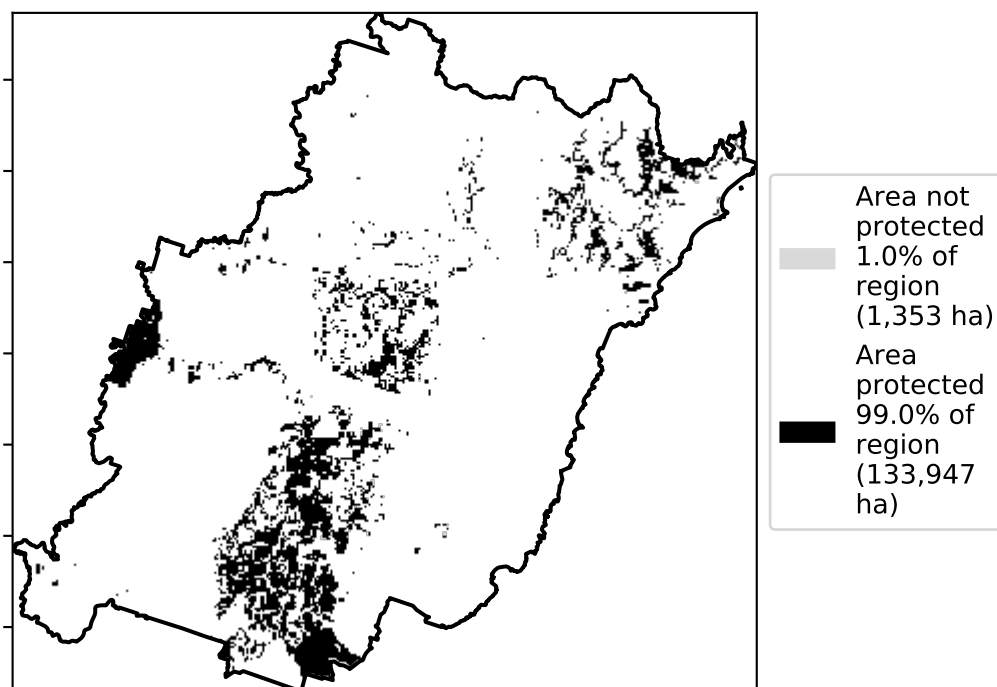 Area not
protected
1.0% of
region
(1,353 ha)
Area
protected
99.0% of
region
(133,947
ha)